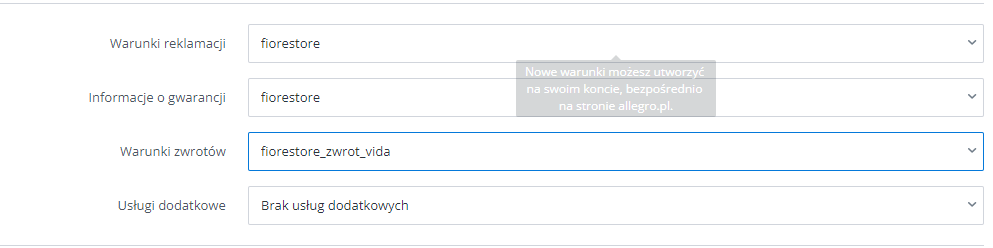 Warunki reklamacji fiorestore
Nowe warunki możesz utworzyć
na swoim koncie, bezpośrednio
na stronie allegro.pl.
Informacje o gwarancji fiorestore
Warunki zwrotów fiorestore_zwrot_vida
Usługi dodatkowe Brak usług dodatkowych